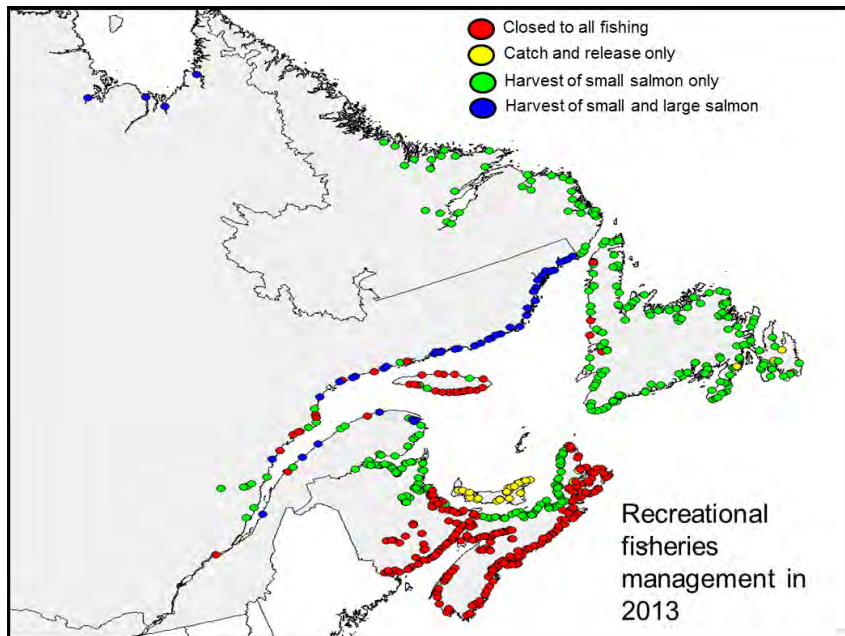 Closed to all fishing
Catch and release only
Harvest of small salmon only
Harvest of small and large salmon
Recreational
fisheries
management in
2013